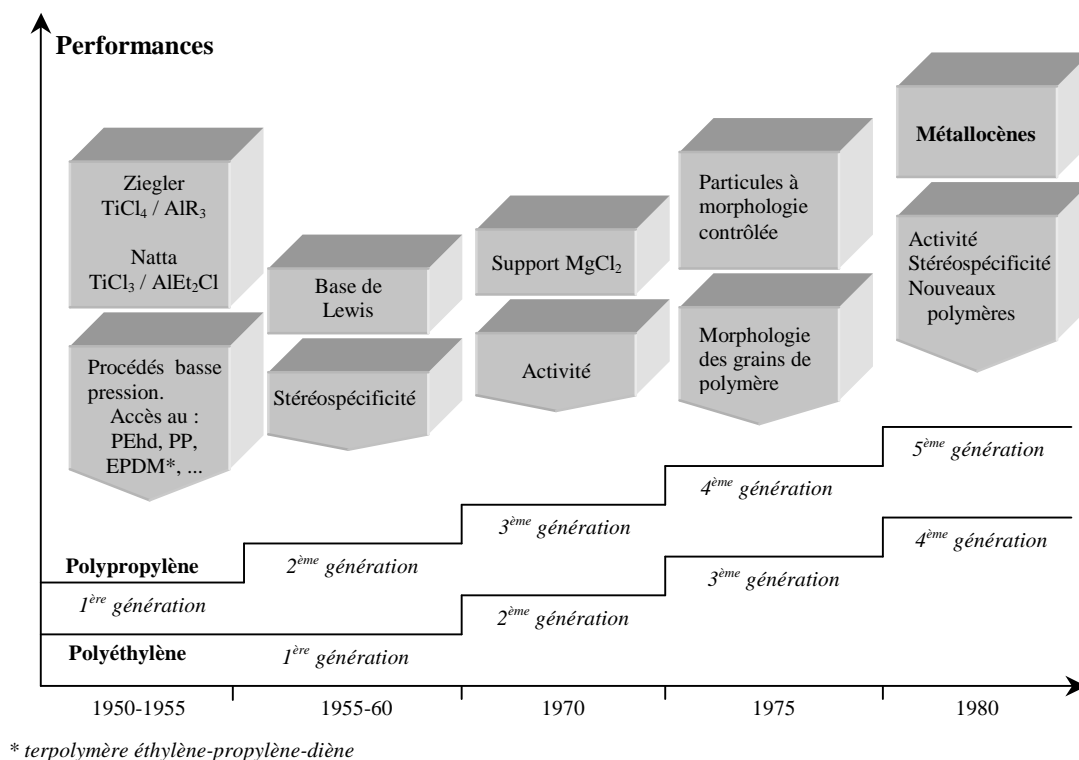 Performances
Ziegler
TiCl₄ / AlR₃
Natta
TiCl₃ / AlEt₂Cl
Procédés basse
pression.
Accès au :
PEhd, PP,
EPDM*, ...
Base de
Lewis
Stéréospécificité
Support MgCl₂
Activité
Particules à
morphologie
contrôlée
Morphologie
des grains de
polymère
Métallocènes
Activité
Stéréospécificité
Nouveaux
polymères
Polypropylène
1ère génération
2ème génération
3ème génération
4ème génération
5ème génération
Polyéthylène
1ère génération
2ème génération
3ème génération
4ème génération
1950-1955
1955-60
1970
1975
1980
* terpolymère éthylène-propylène-diène